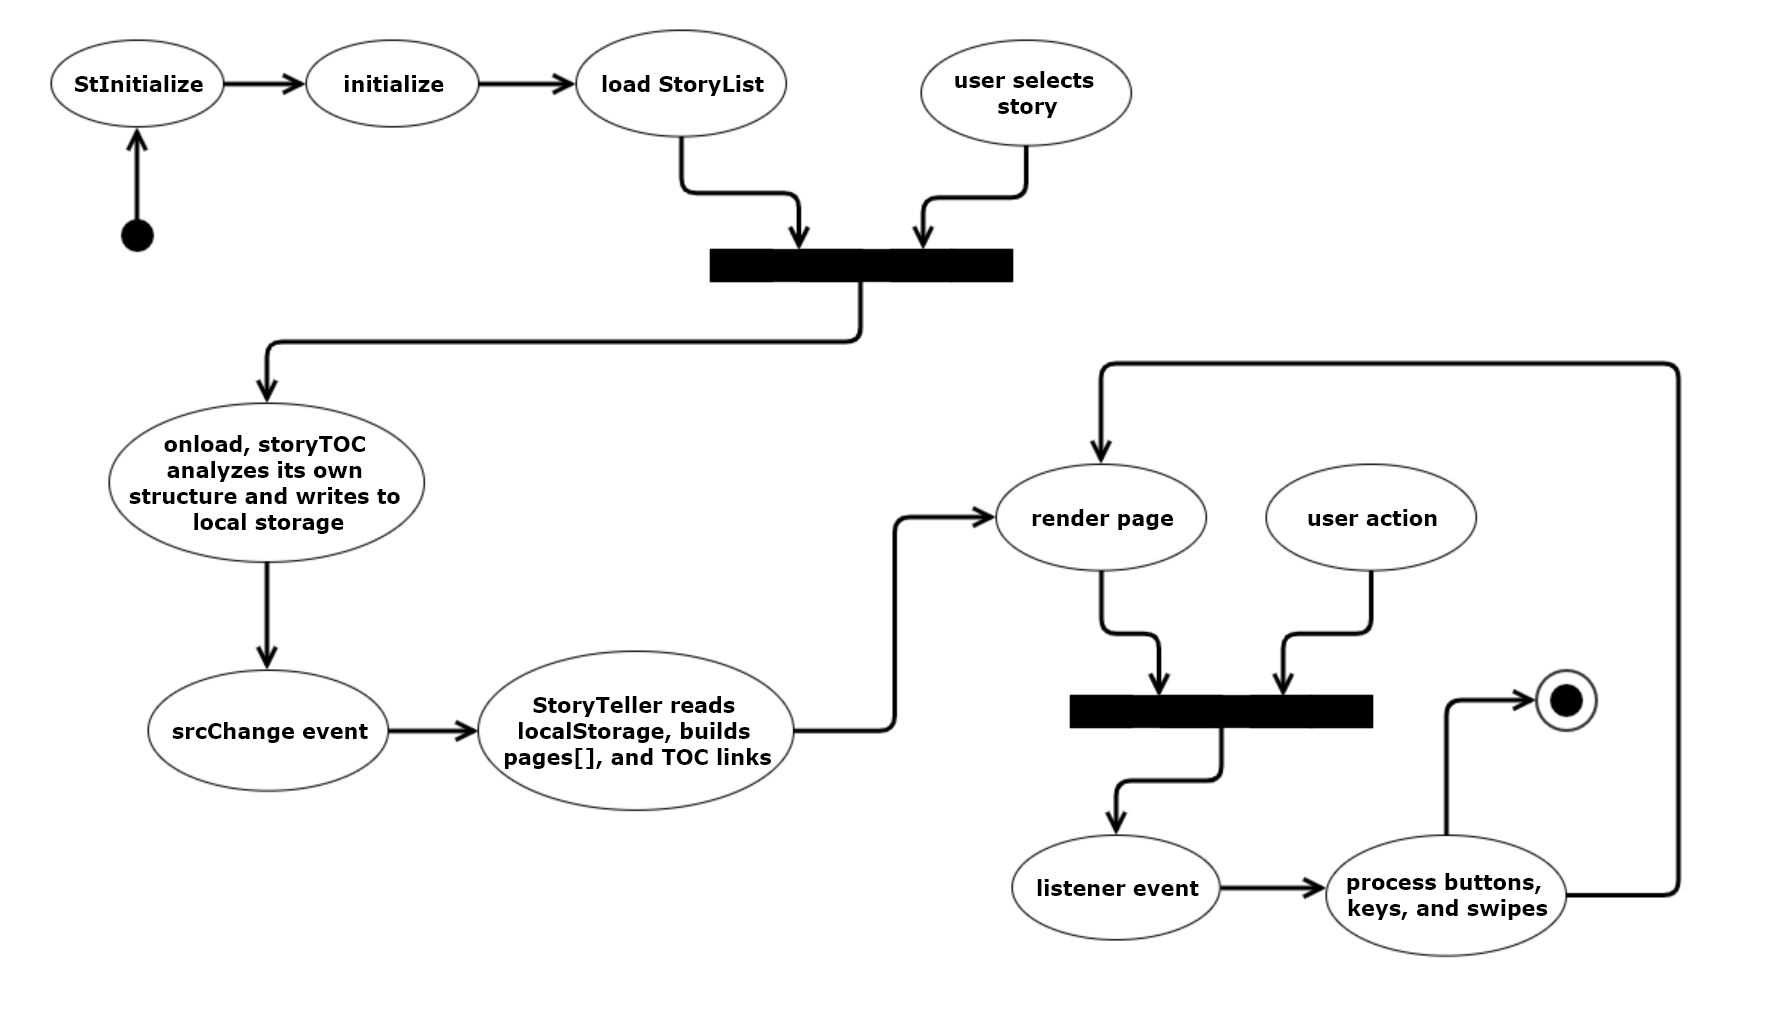 StInitialize
initialize
load StoryList
user selects
story
onload, storyTOC
analyzes its own
structure and writes to
local storage
render page
user action
srcChange event
StoryTeller reads
localStorage, builds
pages[], and TOC links
listener event
process buttons,
keys, and swipes